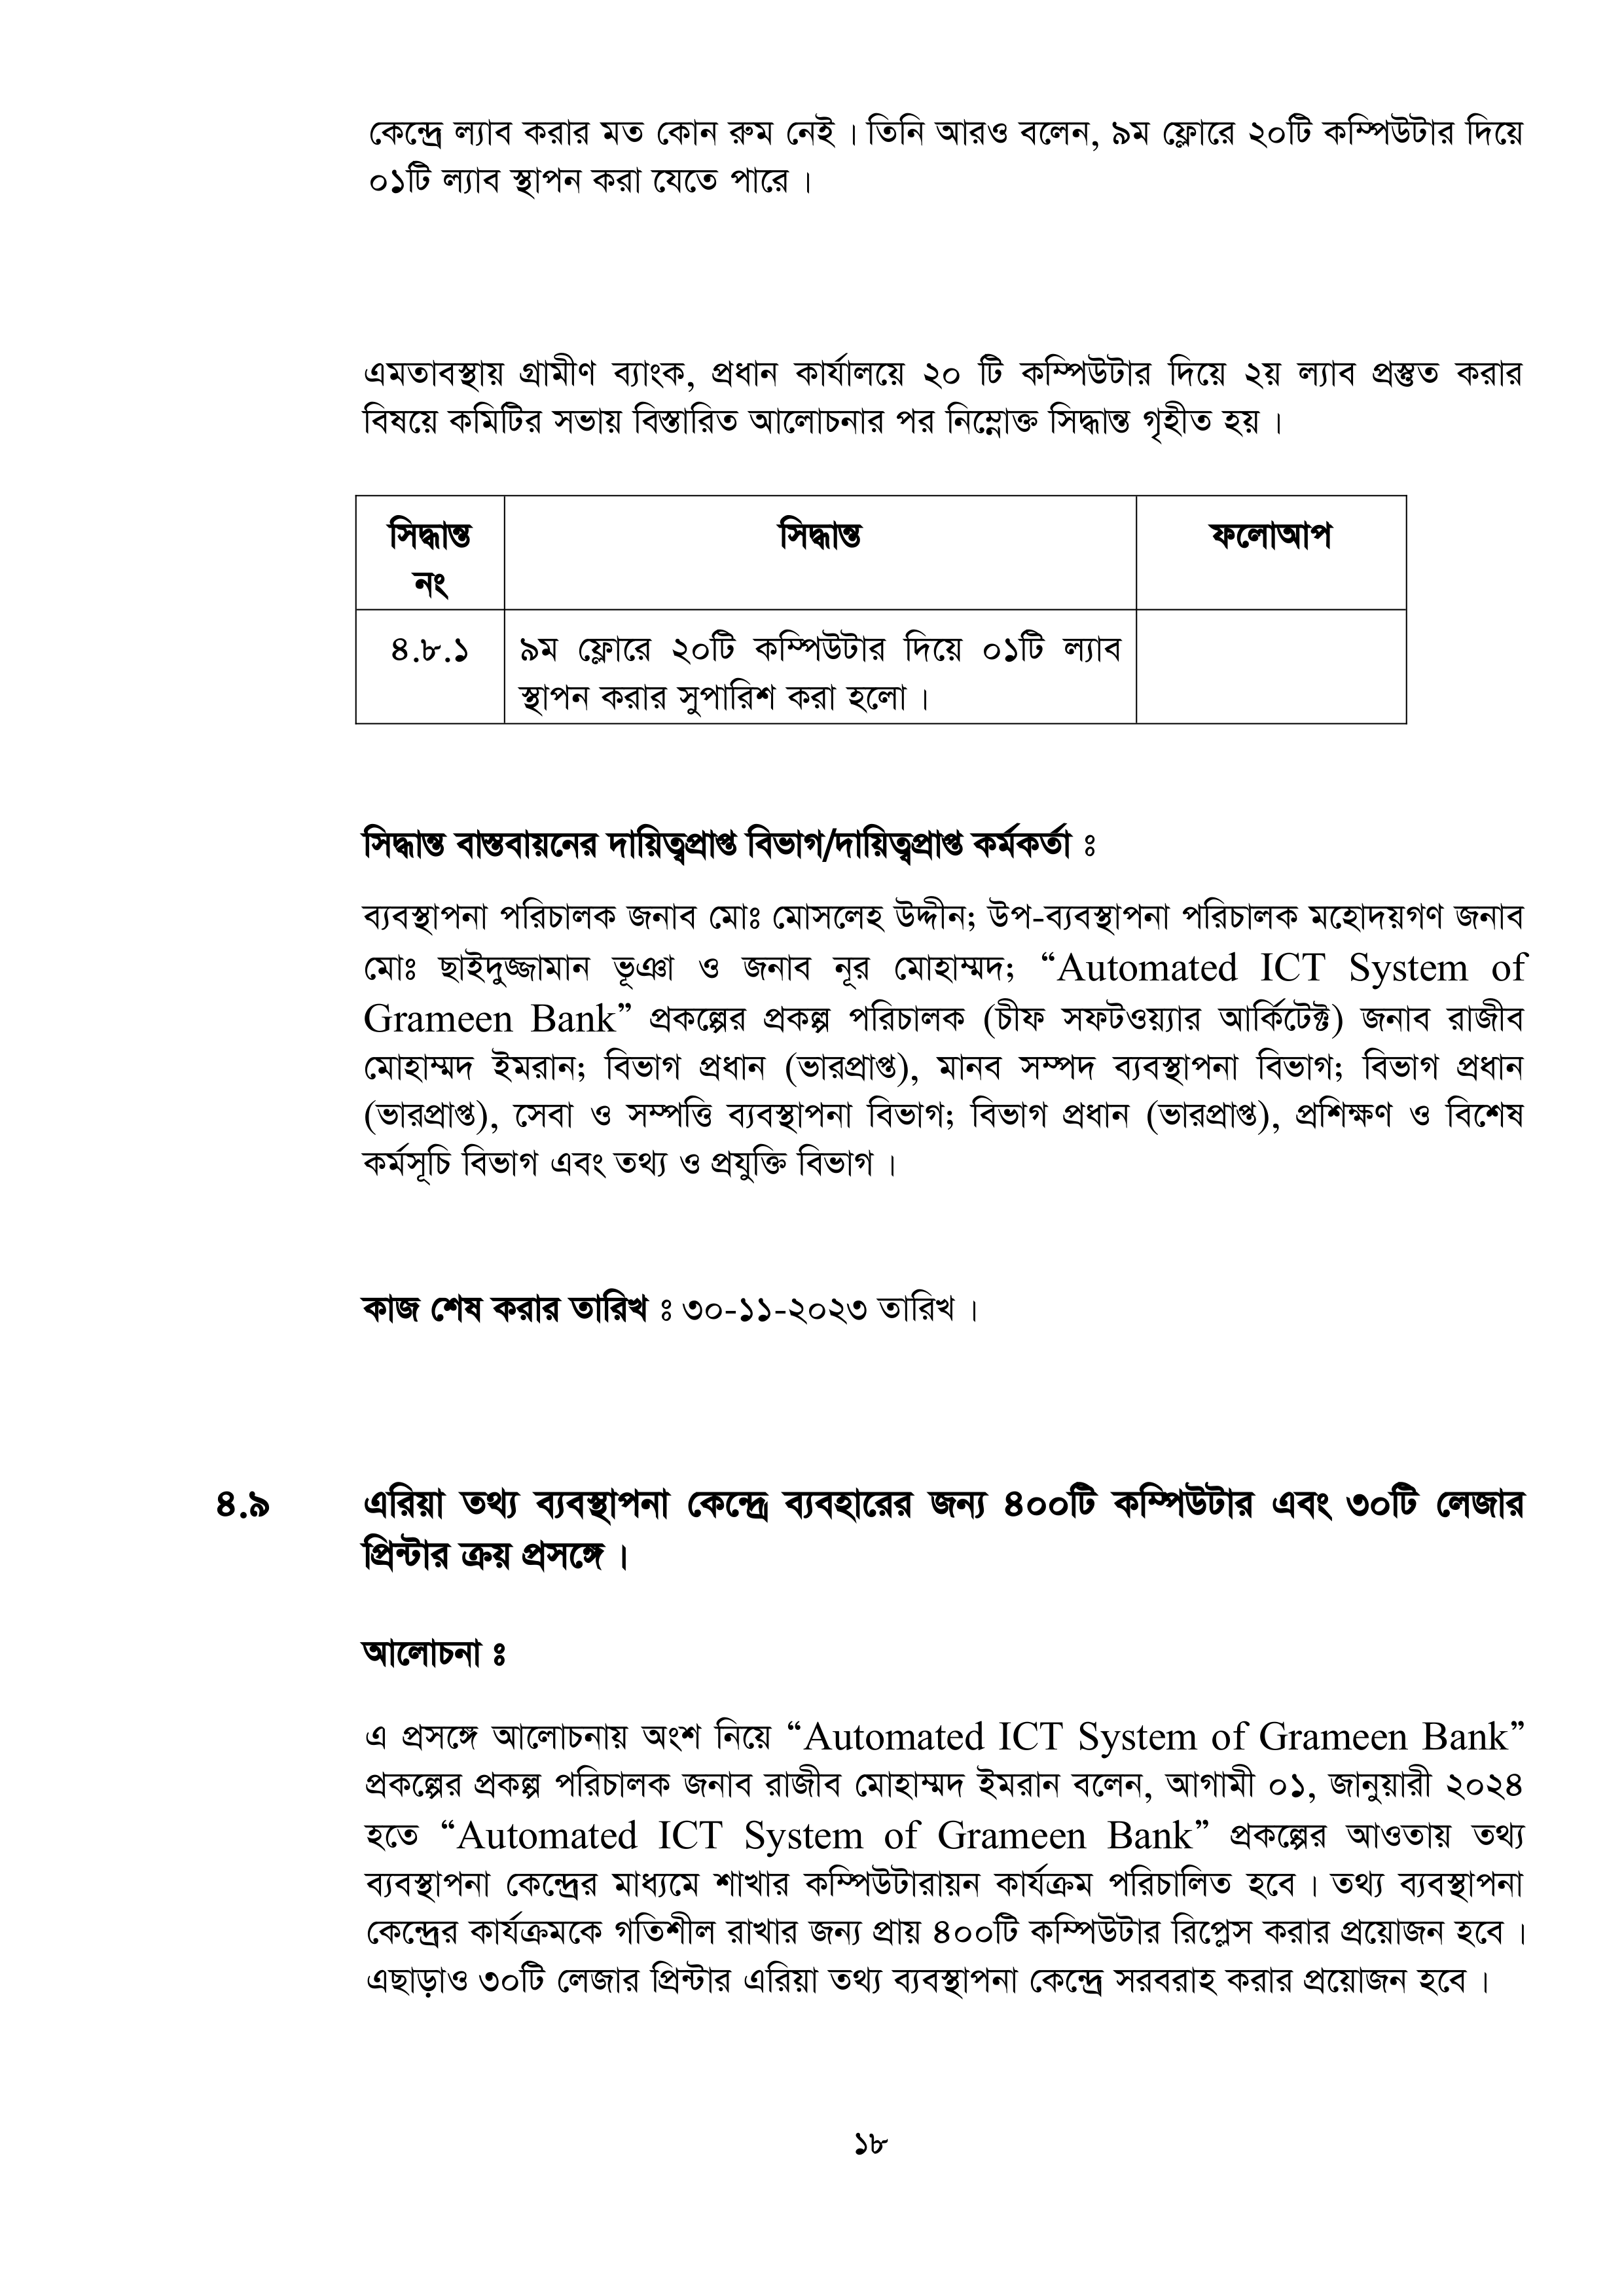 কেন্দ্রে ল্যাব করার মত কোন রুম নেই। তিনি আরও বলেন, ৯ম ফ্লোরে ২০টি কম্পিউটার দিয়ে
০১টি ল্যাব স্থাপন করা যেতে পারে।
এমতাবস্থায় গ্রামীণ ব্যাংক, প্রধান কার্যালয়ে ২০ টি কম্পিউটার দিয়ে ২য় ল্যাব প্রস্তুত করার
বিষয়ে কমিটির সভায় বিস্তারিত আলোচনার পর নিম্নোক্ত সিদ্ধান্ত গৃহীত হয়।
সিদ্ধান্ত নং সিদ্ধান্ত ফলোআপ
৪.৮.১ ৯ম ফ্লোরে ২০টি কম্পিউটার দিয়ে ০১টি ল্যাব
স্থাপন করার সুপারিশ করা হলো।
সিদ্ধান্ত বাস্তবায়নের দায়িত্বপ্রাপ্ত বিভাগ/দায়িত্বপ্রাপ্ত কর্মকর্তা ঃ
ব্যবস্থাপনা পরিচালক জনাব মোঃ মোসলেহ উদ্দীন; উপ-ব্যবস্থাপনা পরিচালক মহোদয়গণ জনাব
মোঃ ছাইদুজ্জামান ভূঞা ও জনাব নূর মোহাম্মদ; “Automated ICT System of
Grameen Bank” প্রকল্পের প্রকল্প পরিচালক (চীফ সফটওয়্যার আর্কিটেক্ট) জনাব রাজীব
মোহাম্মদ ইমরান; বিভাগ প্রধান (ভারপ্রাপ্ত), মানব সম্পদ ব্যবস্থাপনা বিভাগ; বিভাগ প্রধান
(ভারপ্রাপ্ত), সেবা ও সম্পত্তি ব্যবস্থাপনা বিভাগ; বিভাগ প্রধান (ভারপ্রাপ্ত), প্রশিক্ষণ ও বিশেষ
কর্মসূচি বিভাগ এবং তথ্য ও প্রযুক্তি বিভাগ।
কাজ শেষ করার তারিখ ঃ ৩০-১১-২০২৩ তারিখ।
৪.৯ এরিয়া তথ্য ব্যবস্থাপনা কেন্দ্রে ব্যবহারের জন্য ৪০০টি কম্পিউটার এবং ৩০টি লেজার
প্রিন্টার ক্রয় প্রসঙ্গে।
আলোচনা ঃ
এ প্রসঙ্গে আলোচনায় অংশ নিয়ে “Automated ICT System of Grameen Bank”
প্রকল্পের প্রকল্প পরিচালক জনাব রাজীব মোহাম্মদ ইমরান বলেন, আগামী ০১, জানুয়ারী ২০২৪
হতে “Automated ICT System of Grameen Bank” প্রকল্পের আওতায় তথ্য
ব্যবস্থাপনা কেন্দ্রের মাধ্যমে শাখার কম্পিউটারায়ন কার্যক্রম পরিচালিত হবে। তথ্য ব্যবস্থাপনা
কেন্দ্রের কার্যক্রমকে গতিশীল রাখার জন্য প্রায় ৪০০টি কম্পিউটার রিপ্লেস করার প্রয়োজন হবে।
এছাড়াও ৩০টি লেজার প্রিন্টার এরিয়া তথ্য ব্যবস্থাপনা কেন্দ্রে সরবরাহ করার প্রয়োজন হবে।
১৮